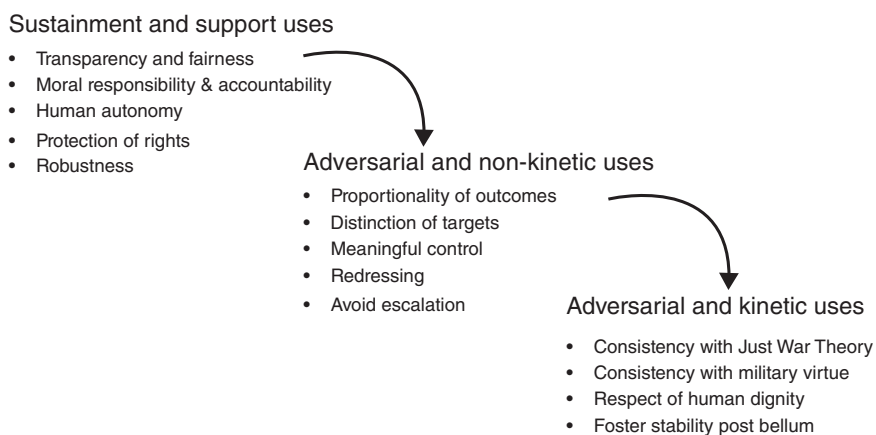 Sustainment and support uses
• Transparency and fairness
• Moral responsibility & accountability
• Human autonomy
• Protection of rights
• Robustness
Adversarial and non-kinetic uses
• Proportionality of outcomes
• Distinction of targets
• Meaningful control
• Redressing
• Avoid escalation
Adversarial and kinetic uses
• Consistency with Just War Theory
• Consistency with military virtue
• Respect of human dignity
• Foster stability post bellum